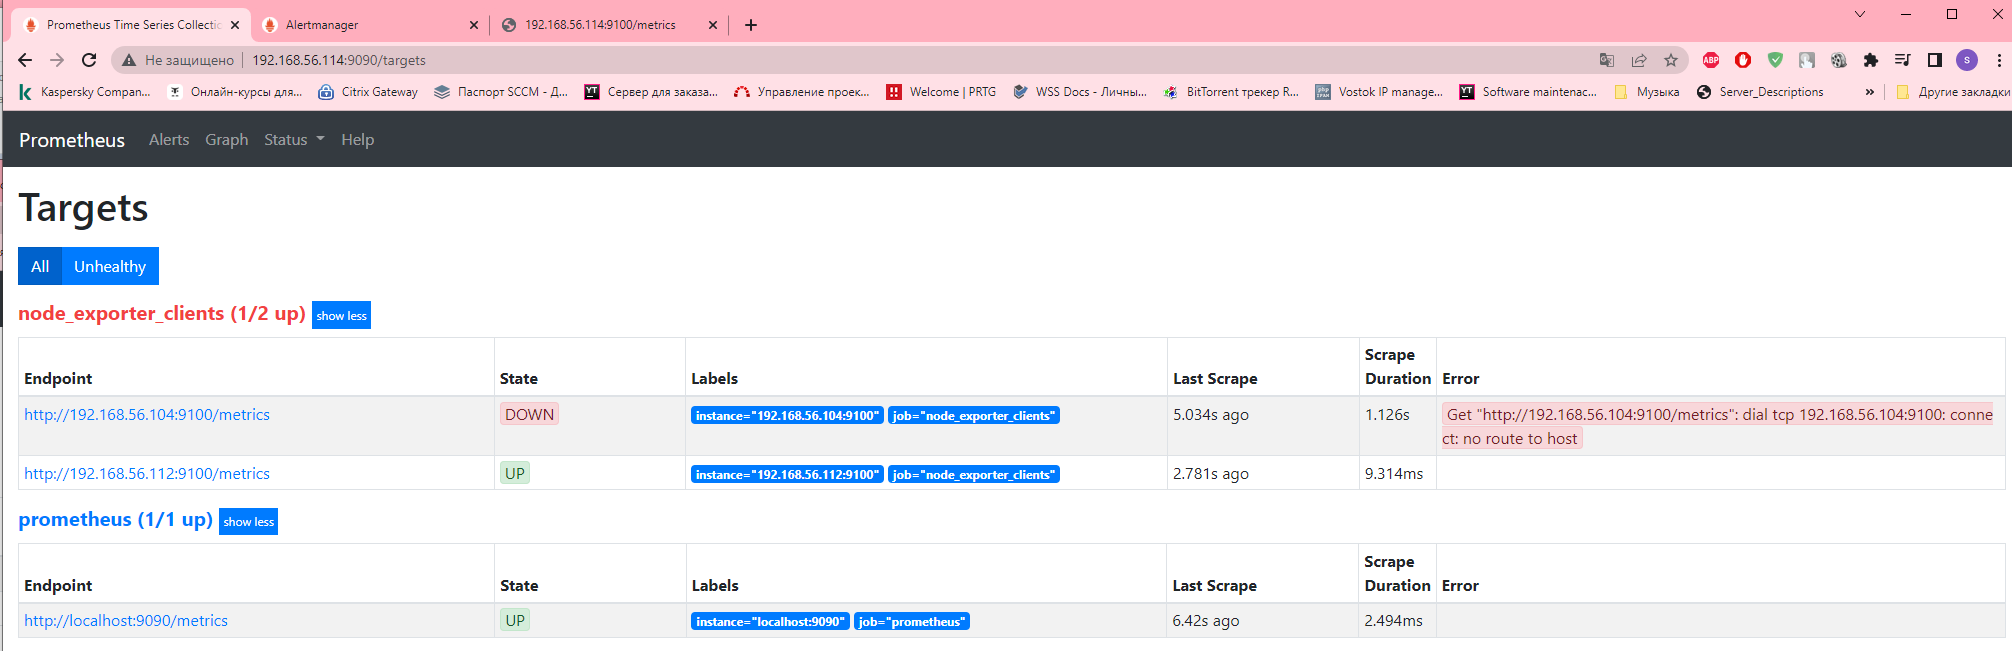 Prometheus Time Series Collectic
Alertmanager
192.168.56.114:9100/metrics
Не защищено
192.168.56.114:9090/targets
ABP
S
Kaspersky Compan...
Онлайн-курсы для...
Citrix Gateway
Паспорт SCCM - Д...
YT Сервер для заказа...
Управление проек...
Welcome | PRTG
WSS Docs - Личны...
BitTorrent трекер R...
php IPAM Vostok IP manage...
YT Software maintenac...
Музыка
Server_Descriptions
»
Другие закладки
Prometheus Alerts Graph Status Help
Targets
All Unhealthy
node_exporter_clients (1/2 up) show less
Endpoint State Labels Last Scrape Scrape Duration Error
http://192.168.56.104:9100/metrics DOWN instance="192.168.56.104:9100" job="node_exporter_clients" 5.034s ago 1.126s Get "http://192.168.56.104:9100/metrics": dial tcp 192.168.56.104:9100: conne
ct: no route to host
http://192.168.56.112:9100/metrics UP instance="192.168.56.112:9100" job="node_exporter_clients" 2.781s ago 9.314ms
prometheus (1/1 up) show less
Endpoint State Labels Last Scrape Scrape Duration Error
http://localhost:9090/metrics UP instance="localhost:9090" job="prometheus" 6.42s ago 2.494ms